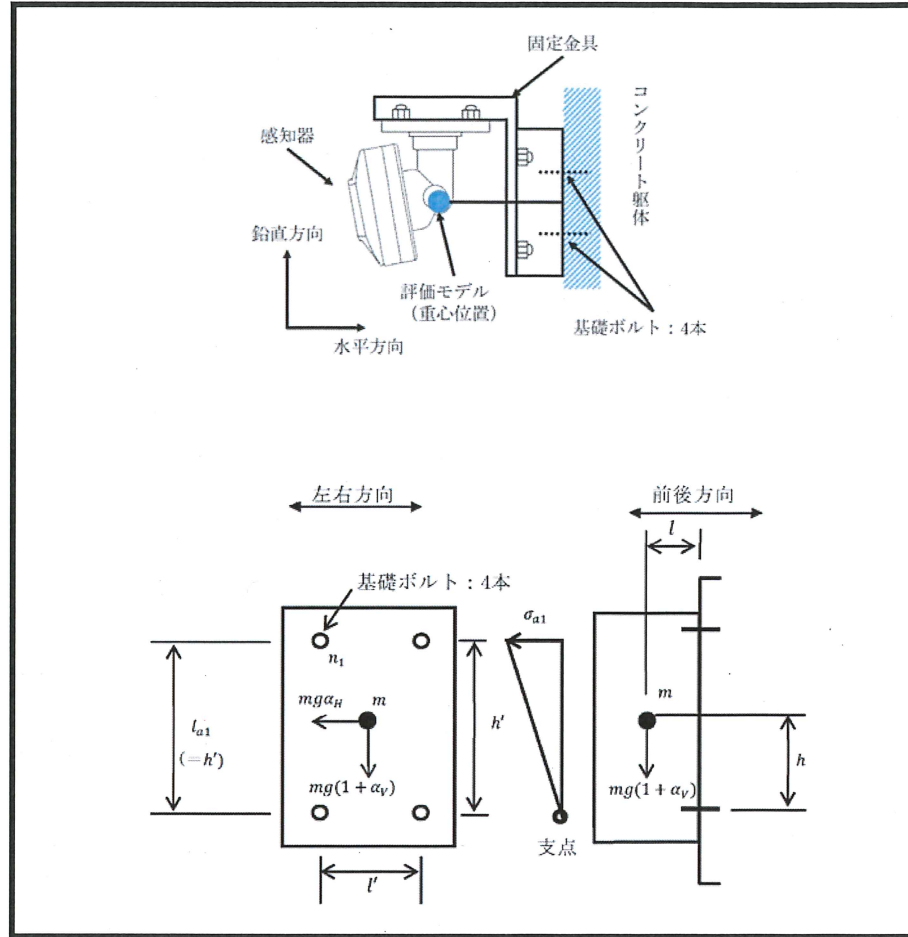 固定金具
コンクリート躯体
感知器
鉛直方向
評価モデル
（重心位置）
基礎ボルト：4本
水平方向
左右方向
前後方向
l
基礎ボルト：4本
σa1
n1
m
m
mgαH
la1
(=h′)
h′
h
mg(1+αV)
mg(1+αV)
支点
l′